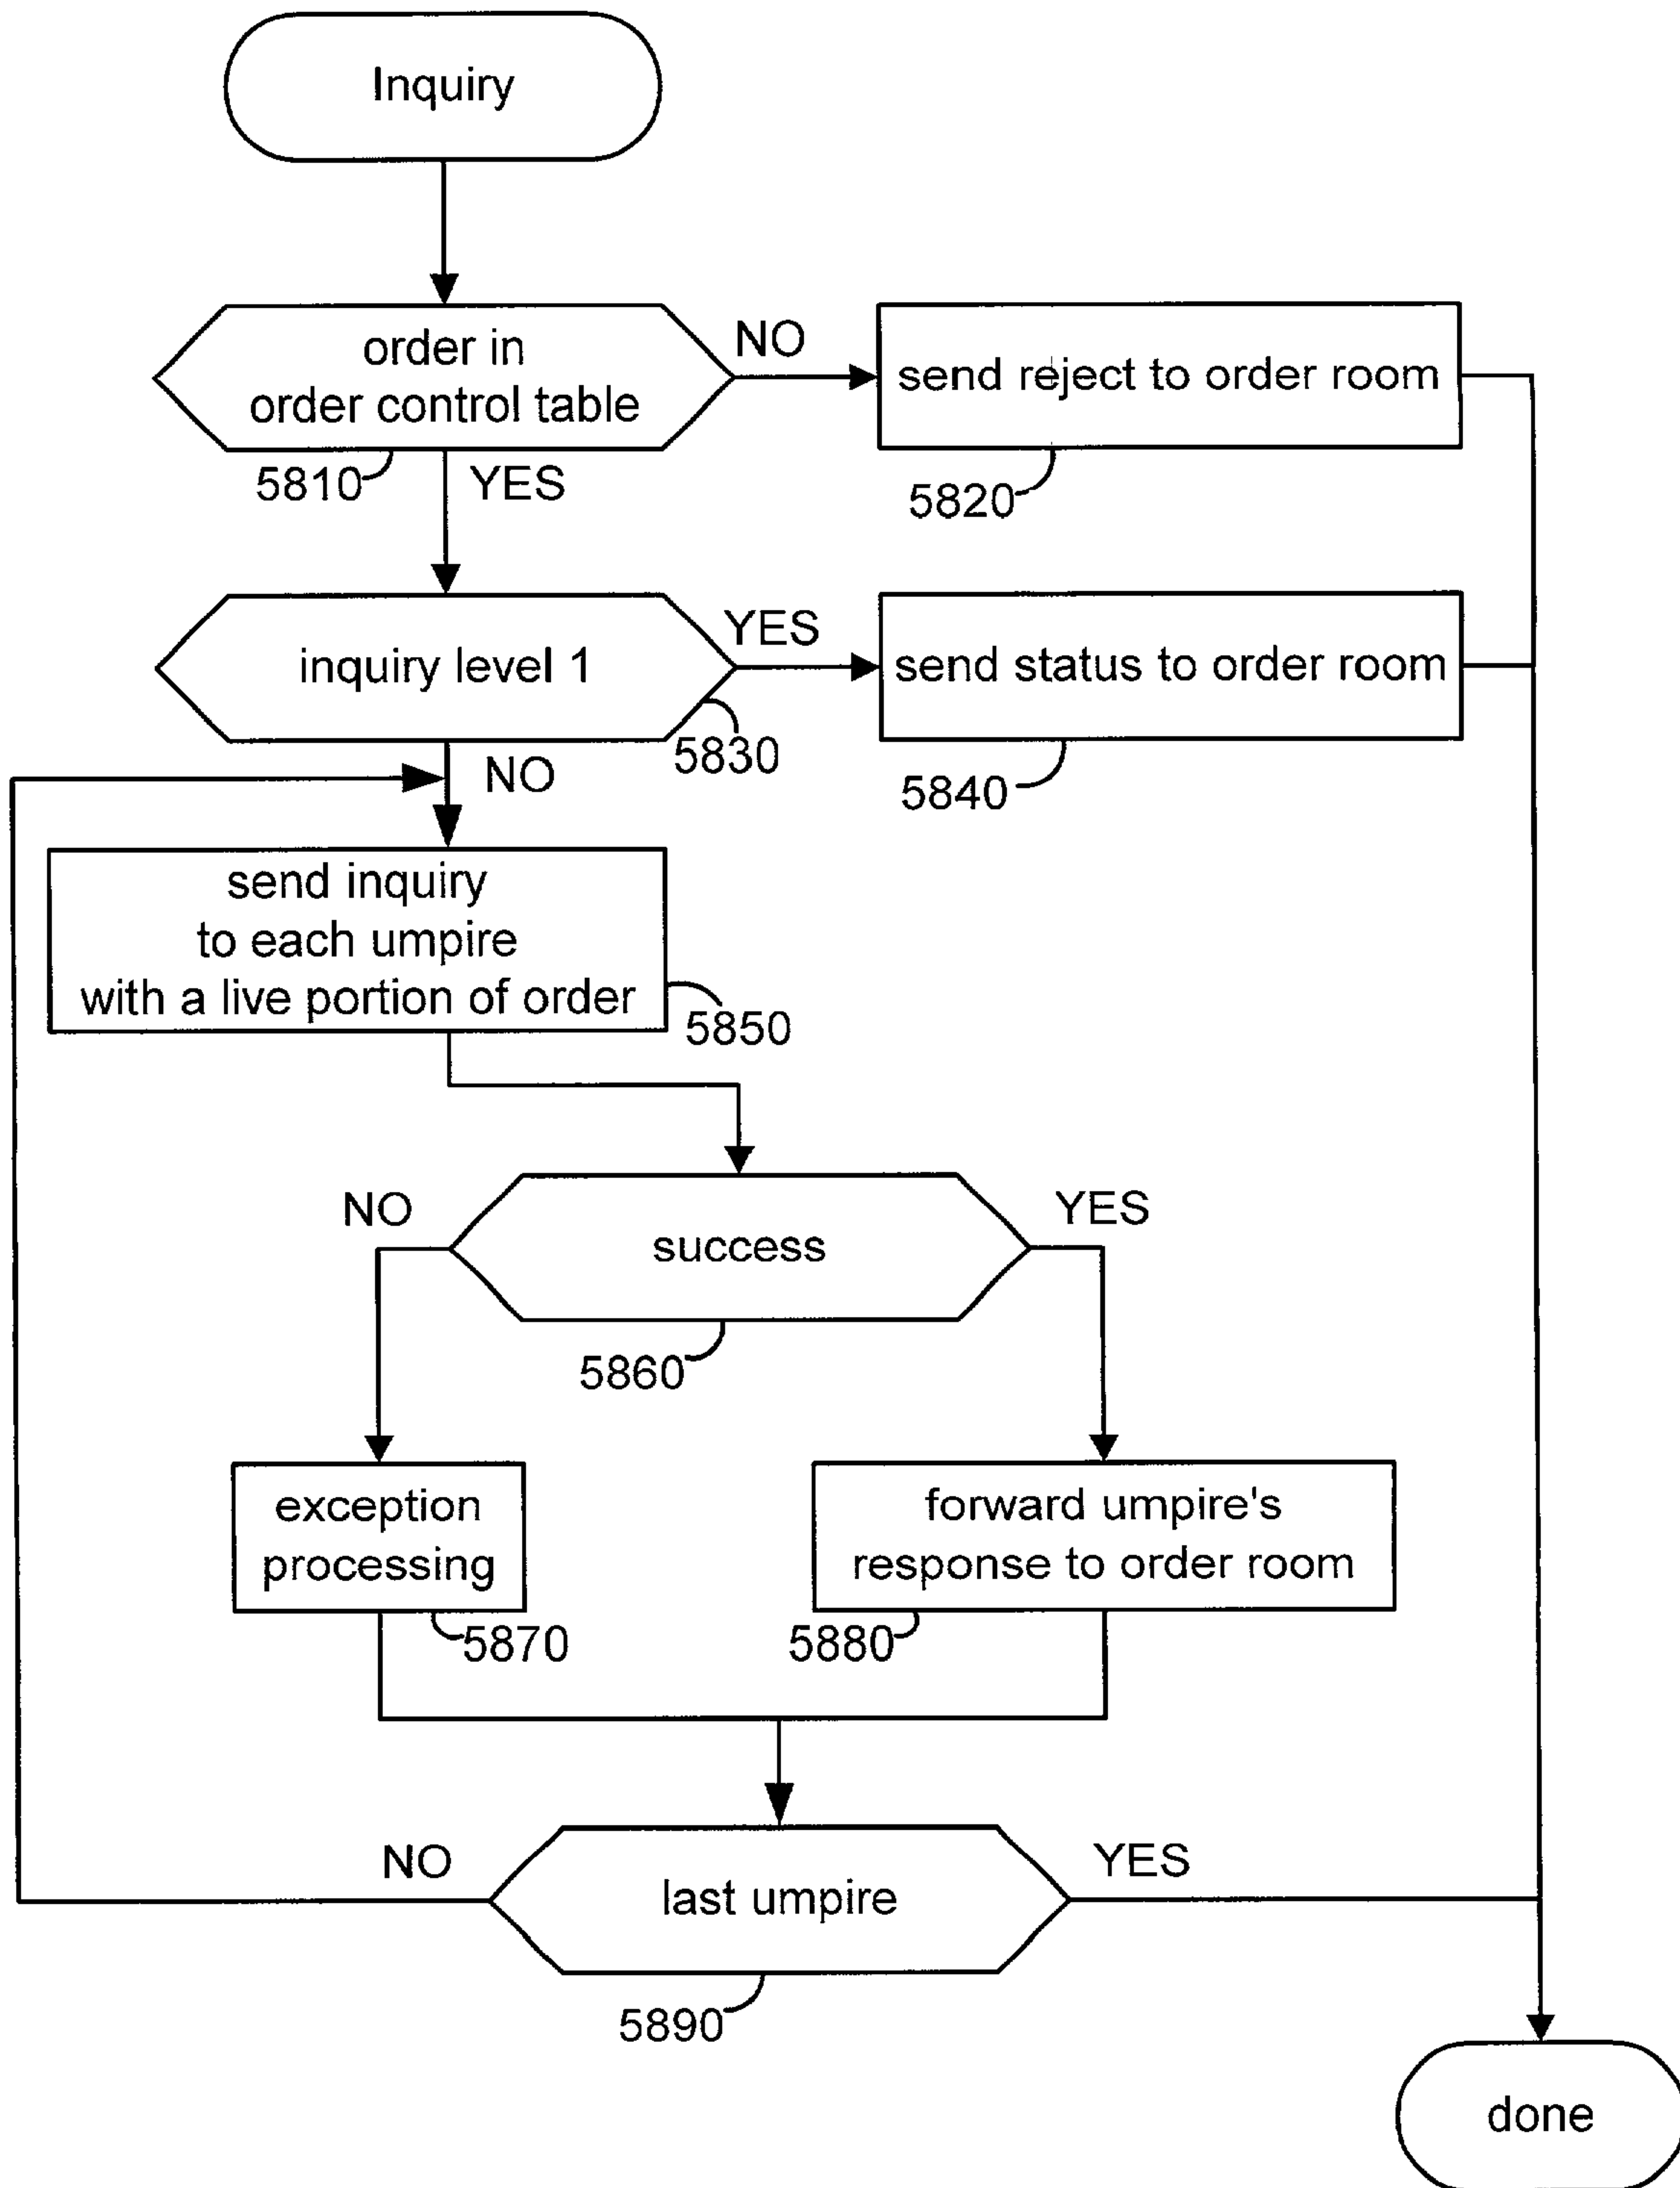 Inquiry
order in
order control table
NO
send reject to order room
5810
YES
5820
inquiry level 1
YES
send status to order room
5830
NO
5840
send inquiry
to each umpire
with a live portion of order
5850
NO
success
YES
5860
exception
processing
forward umpire's
response to order room
5870
5880
NO
last umpire
YES
5890
done